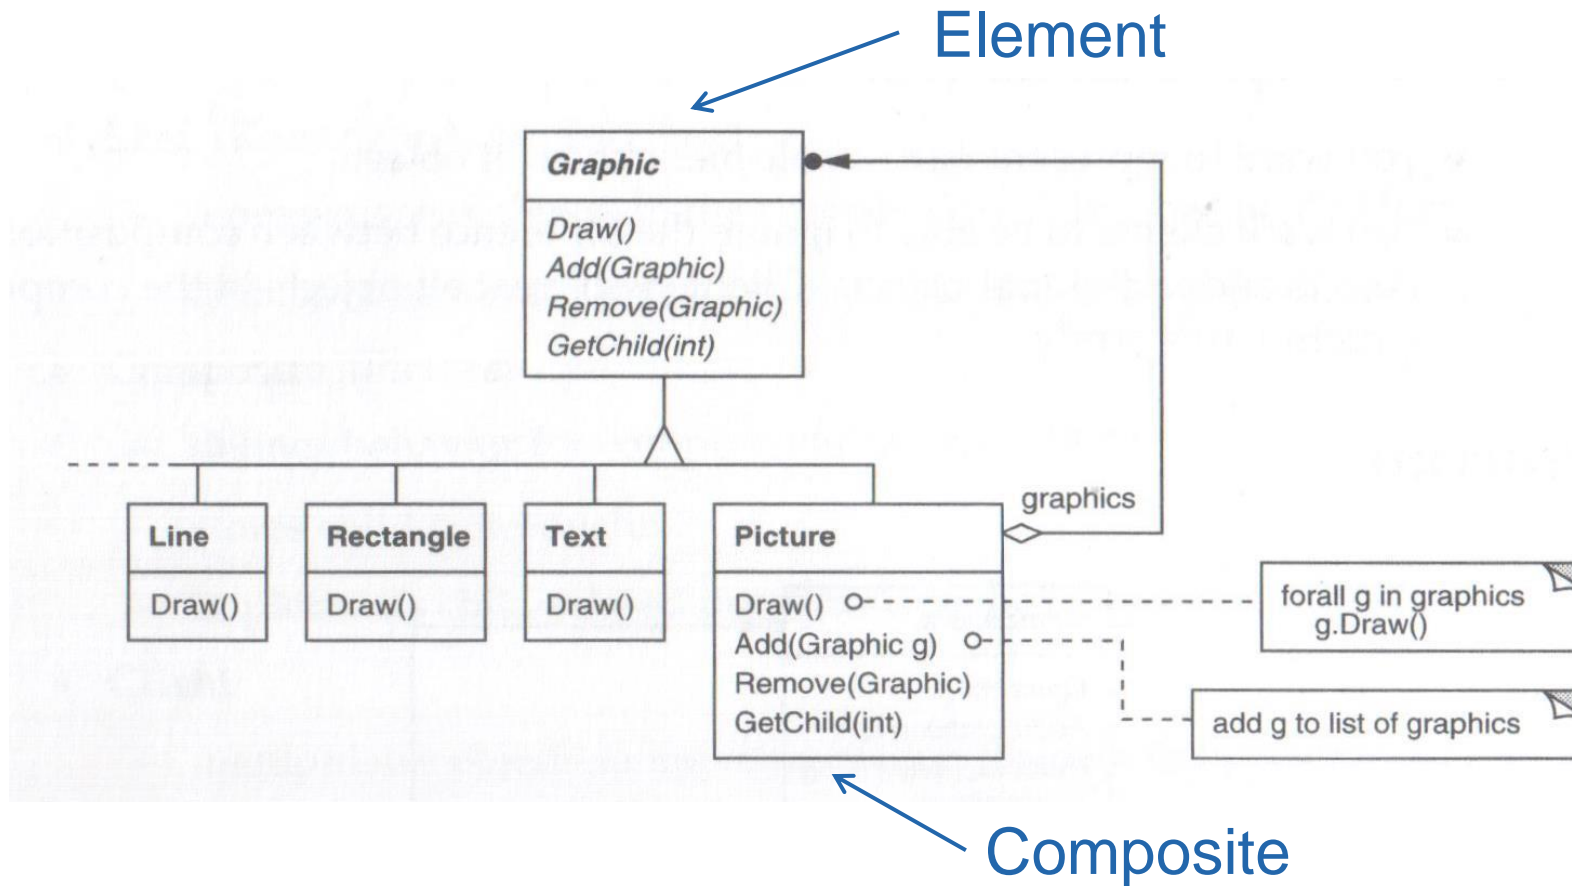 Element
Graphic
Draw()
Add(Graphic)
Remove(Graphic)
GetChild(int)
graphics
Line
Draw()
Rectangle
Draw()
Text
Draw()
Picture
Draw()
Add(Graphic g)
Remove(Graphic)
GetChild(int)
forall g in graphics
g.Draw()
add g to list of graphics
Composite